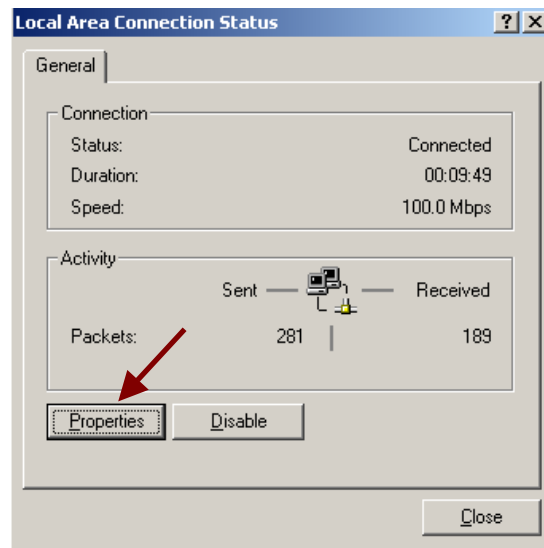 Local Area Connection Status
General
Connection
Status: Connected
Duration: 00:09:49
Speed: 100.0 Mbps
Activity
Sent Received
Packets: 281 189
Properties Disable
Close